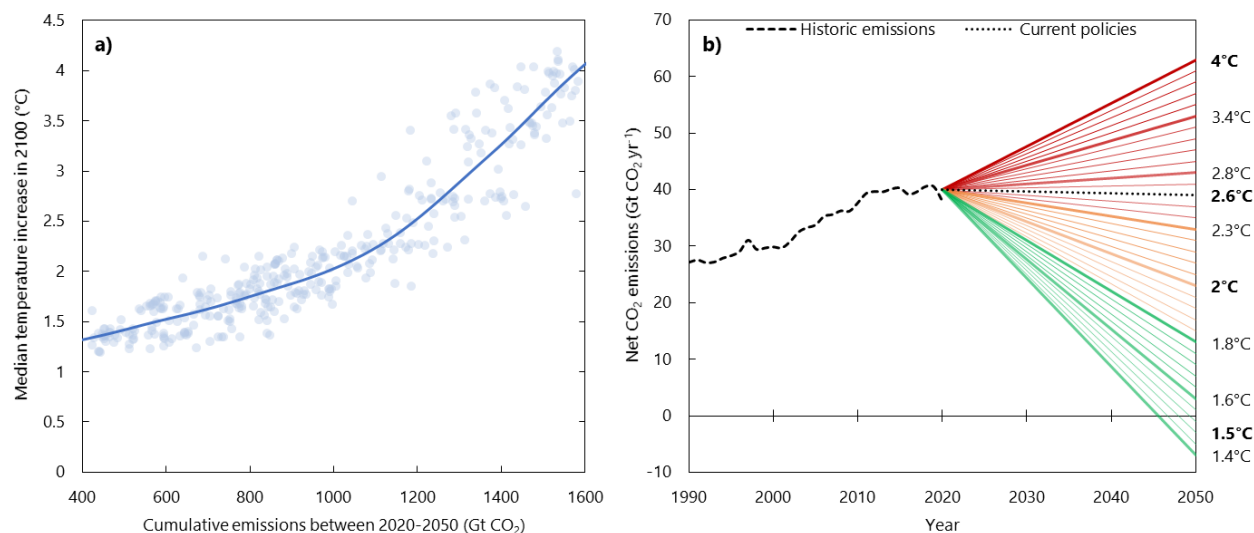 a)
Median temperature increase in 2100 (°C)
4.5
4
3.5
3
2.5
2
1.5
1
0.5
0
400
600
800
1000
1200
1400
1600
Cumulative emissions between 2020-2050 (Gt CO₂)
b)
Historic emissions
Current policies
Net CO₂ emissions (Gt CO₂ yr⁻¹)
70
60
50
40
30
20
10
0
-10
1990
2000
2010
2020
2030
2040
2050
Year
4°C
3.4°C
2.8°C
2.6°C
2.3°C
2°C
1.8°C
1.6°C
1.5°C
1.4°C